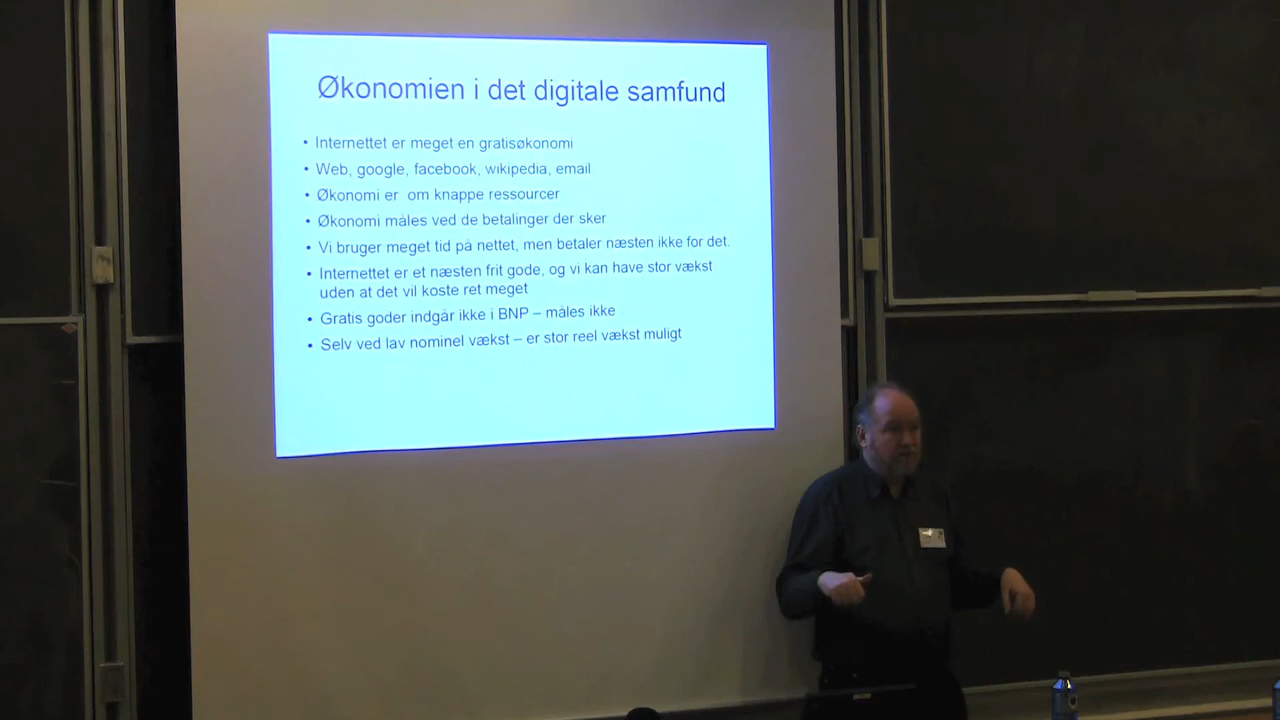 Økonomien i det digitale samfund
• Internettet er meget en gratisøkonomi
• Web, google, facebook, wikipedia, email
• Økonomi er  om knappe ressourcer
• Økonomi måles ved de betalinger der sker
• Vi bruger meget tid på nettet, men betaler næsten ikke for det.
• Internettet er et næsten frit gode, og vi kan have stor vækst
uden at det vil koste ret meget
• Gratis goder indgår ikke i BNP – måles ikke
• Selv ved lav nominel vækst – er stor reel vækst muligt